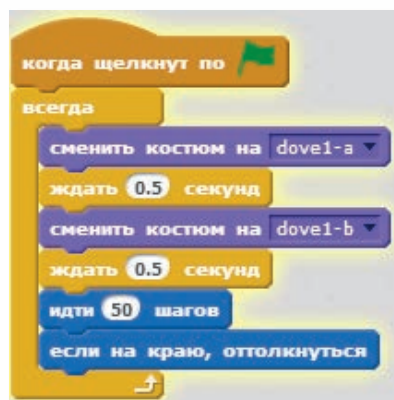 когда щелкнут по
всегда
сменить костюм на dove1-a
ждать 0.5 секунд
сменить костюм на dove1-b
ждать 0.5 секунд
идти 50 шагов
если на краю, оттолкнуться